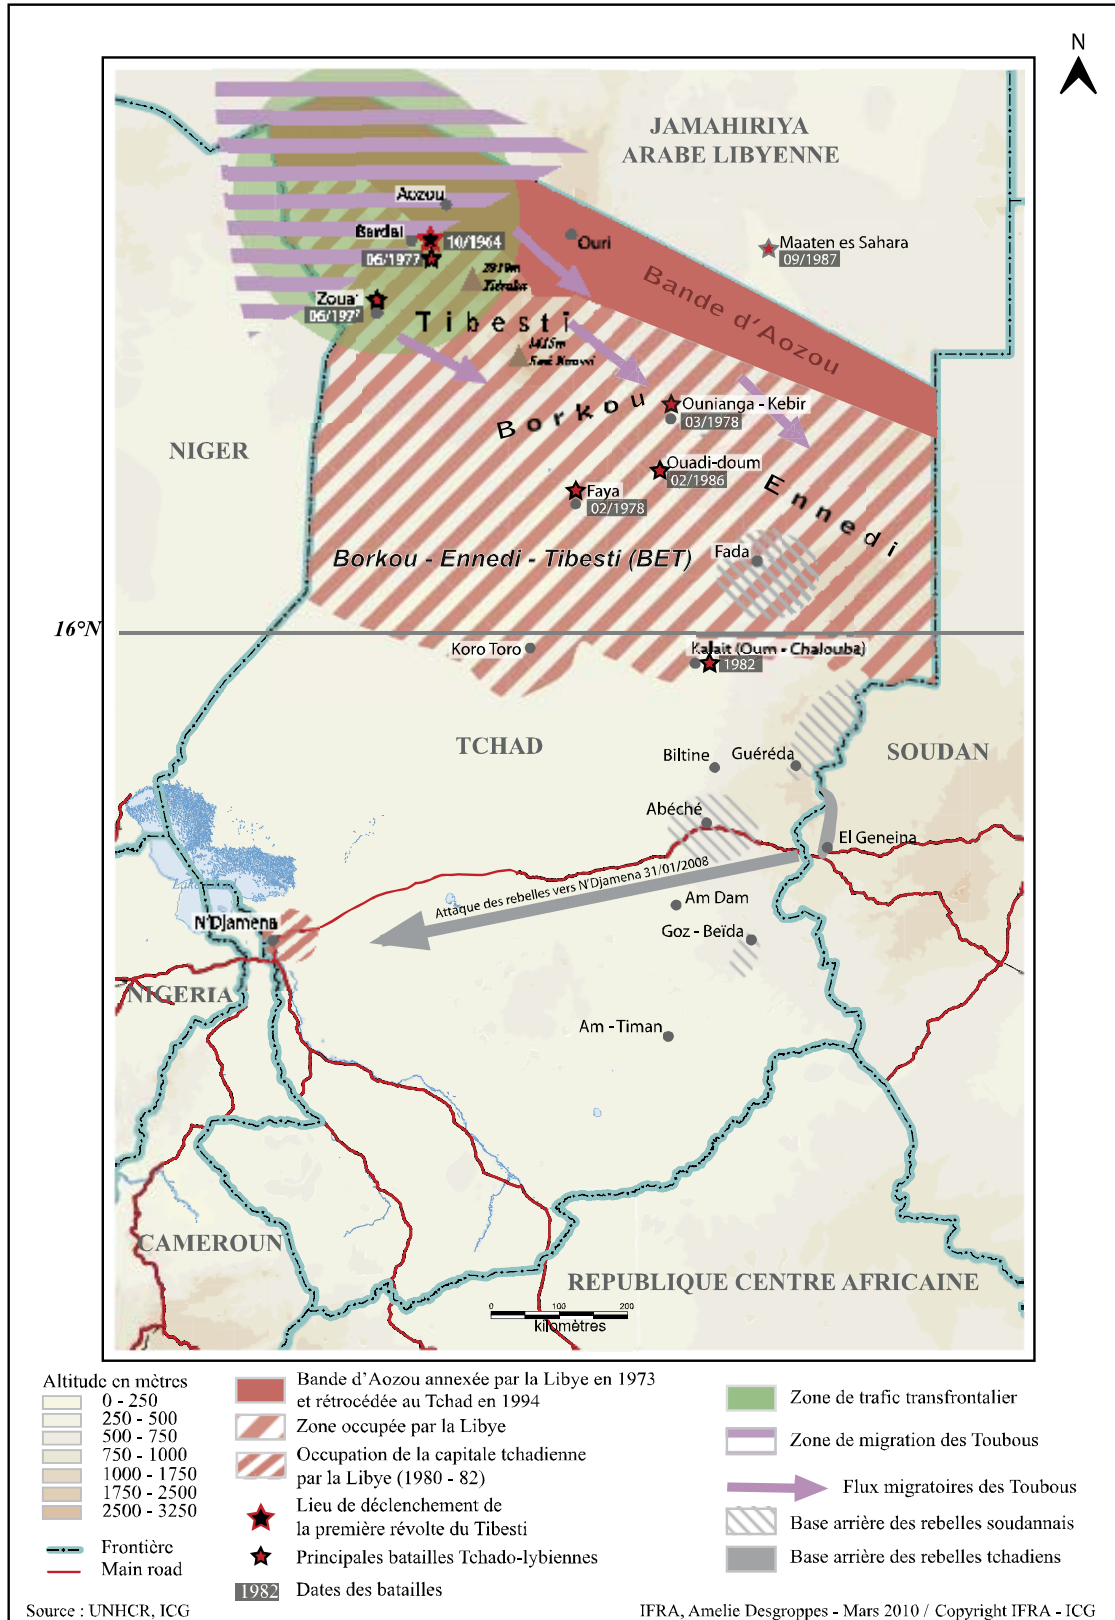 N
JAMAHIRIYA
ARABE LIBYENNE
Aozou
Bardaï
10/1964
06/1977
Ouri
Maaten es Sahara
09/1987
Zouar
06/1977
Tibesti
Bande d'Aozou
Borkou
Ounianga - Kebir
03/1978
NIGER
Ouadi-doum
02/1986
Faya
02/1978
Ennedi
Fada
Borkou - Ennedi - Tibesti (BET)
16°N
Koro Toro
Kalait (Oum - Chalouba)
1982
TCHAD
Biltine
Guéréda
SOUDAN
Abéché
El Geneina
Attaque des rebelles vers N'Djamena 31/01/2008
Am Dam
N'Djamena
Goz - Beïda
NIGERIA
Am - Timan
CAMEROUN
REPUBLIQUE CENTRE AFRICAINE
0 100 200
kilomètres
Altitude en mètres
0 - 250
250 - 500
500 - 750
750 - 1000
1000 - 1750
1750 - 2500
2500 - 3250
Frontière
Main road
Bande d'Aozou annexée par la Libye en 1973
et rétrocédée au Tchad en 1994
Zone occupée par la Libye
Occupation de la capitale tchadienne
par la Libye (1980 - 82)
Lieu de déclenchement de
la première révolte du Tibesti
Principales batailles Tchado-lybiennes
1982 Dates des batailles
Zone de trafic transfrontalier
Zone de migration des Toubous
Flux migratoires des Toubous
Base arrière des rebelles soudannais
Base arrière des rebelles tchadiens
Source : UNHCR, ICG
IFRA, Amelie Desgroppes - Mars 2010 / Copyright IFRA - ICG